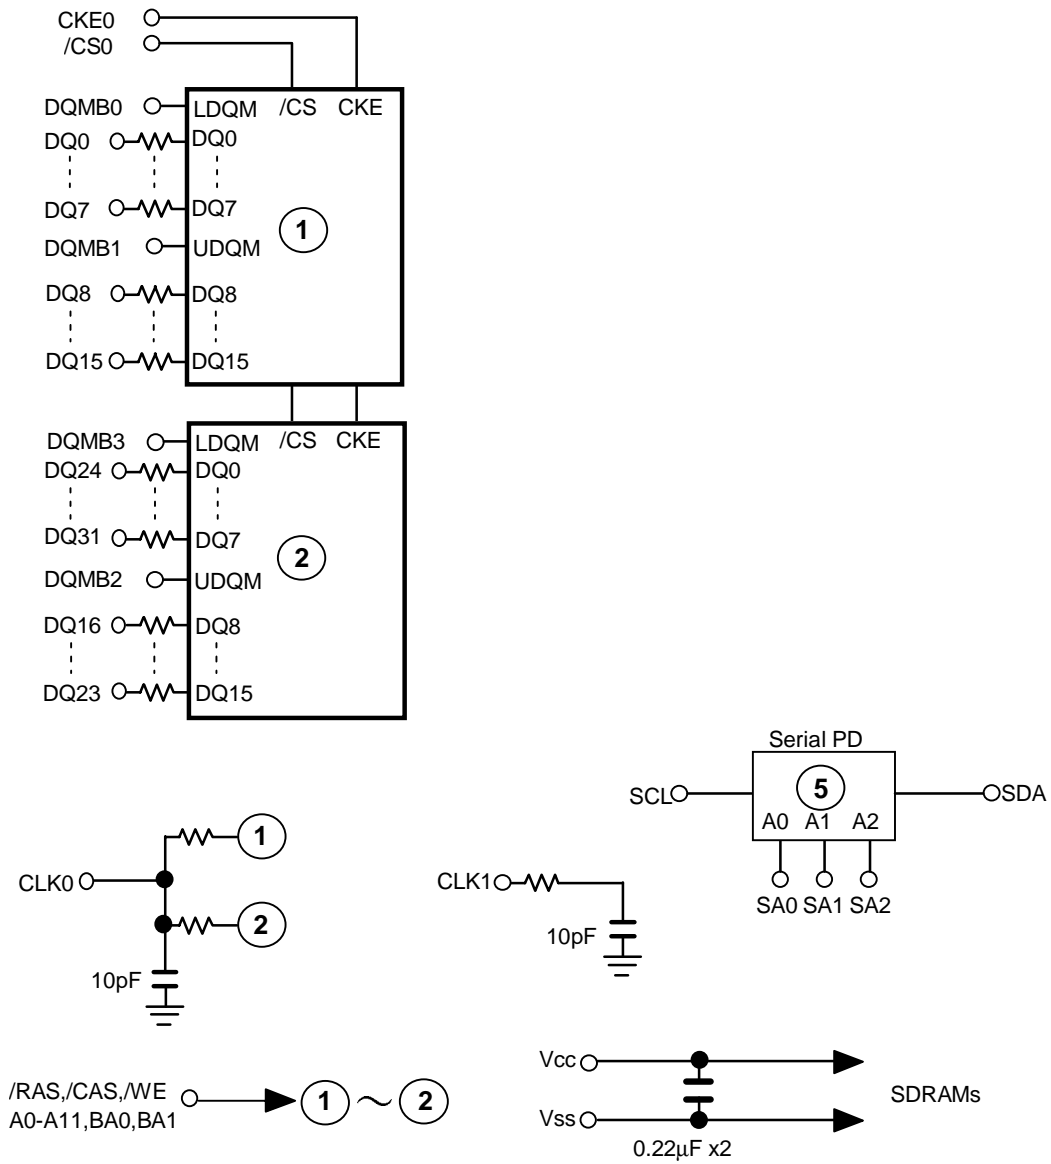 CKE0
/CS0
DQMB0 LDQM /CS CKE
DQ0 DQ0
DQ7 DQ7
1
DQMB1 UDQM
DQ8 DQ8
DQ15 DQ15
DQMB3 LDQM /CS CKE
DQ24 DQ0
DQ31 DQ7
2
DQMB2 UDQM
DQ16 DQ8
DQ23 DQ15
Serial PD
SCL 5 SDA
A0 A1 A2
SA0 SA1 SA2
1
CLK0
2
10pF
CLK1
10pF
/RAS,/CAS,/WE
A0-A11,BA0,BA1
1 ~ 2
Vcc
SDRAMs
Vss
0.22µF x2